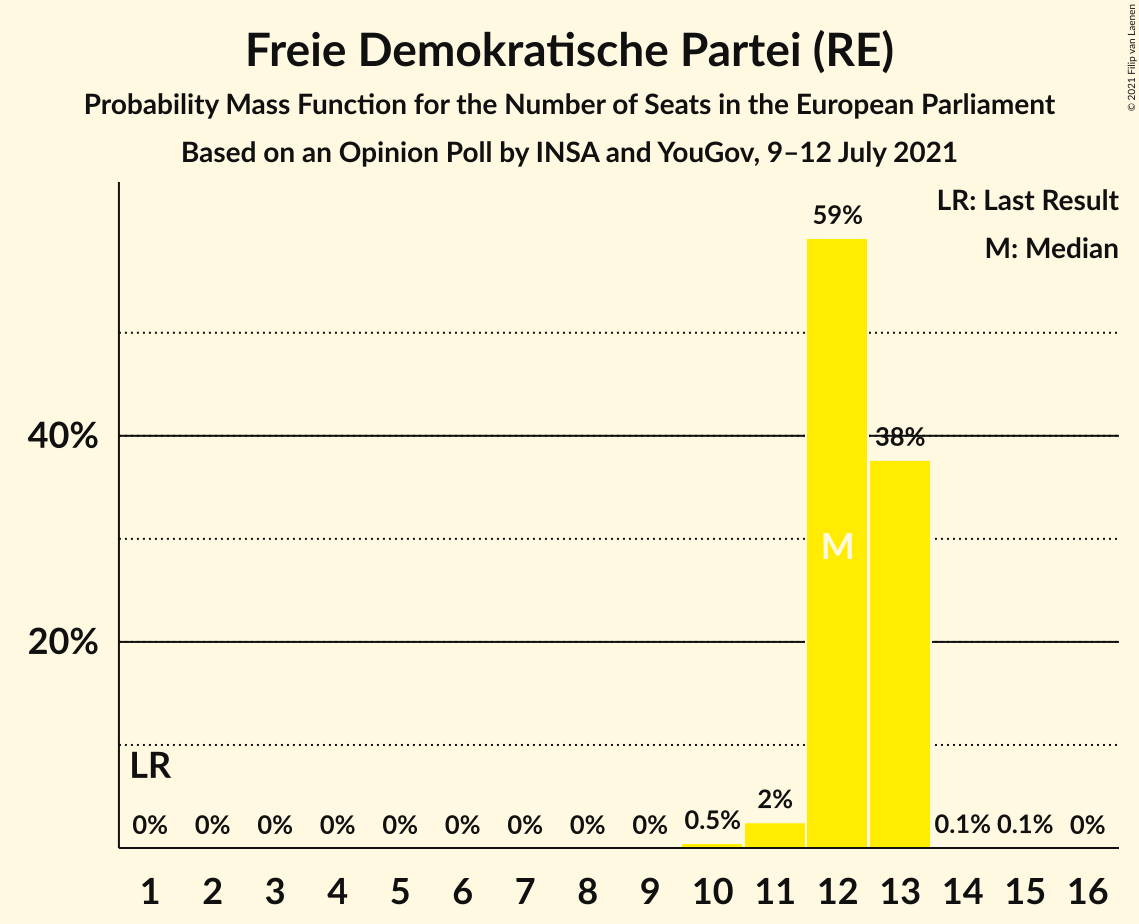 Freie Demokratische Partei (RE)
Probability Mass Function for the Number of Seats in the European Parliament
Based on an Opinion Poll by INSA and YouGov, 9–12 July 2021
© 2021 Filip van Laenen
LR: Last Result
M: Median
59%
40%
38%
M
20%
LR
0% 0% 0% 0% 0% 0% 0% 0% 0% 0.5% 2% 0.1% 0.1% 0%
1 2 3 4 5 6 7 8 9 10 11 12 13 14 15 16